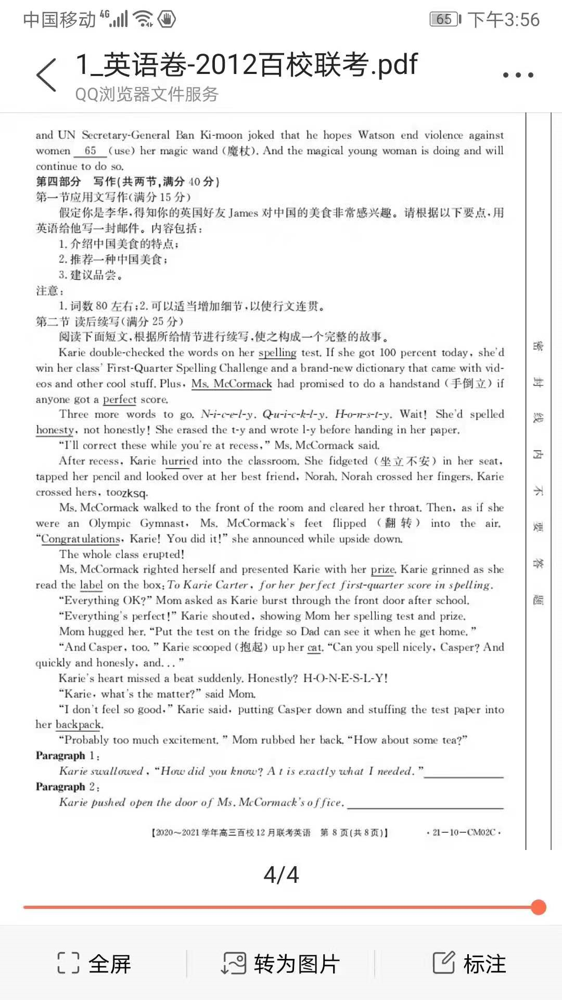 中国移动 4G
65 下午3:56
1_英语卷-2012百校联考.pdf
QQ浏览器文件服务
and UN Secretary-General Ban Ki-moon joked that he hopes Watson end violence against
women 65 (use) her magic wand (魔杖). And the magical young woman is doing and will
continue to do so.
第四部分 写作(共两节,满分 40 分)
第一节应用文写作(满分 15 分)
假定你是李华,得知你的英国好友 James 对中国的美食非常感兴趣。请根据以下要点,用
英语给他写一封邮件。内容包括:
1. 介绍中国美食的特点;
2. 推荐一种中国美食;
3. 建议品尝。
注意:
1. 词数 80 左右;2. 可以适当增加细节,以使行文连贯。
第二节 读后续写(满分 25 分)
阅读下面短文,根据所给情节进行续写,使之构成一个完整的故事。
Karie double-checked the words on her spelling test. If she got 100 percent today, she'd
win her class' First-Quarter Spelling Challenge and a brand-new dictionary that came with vid-
eos and other cool stuff. Plus, Ms. McCormack had promised to do a handstand (手倒立) if
anyone got a perfect score.
Three more words to go. N-i-c-e-l-y. Q-u-i-c-k-l-y. H-o-n-s-t-y. Wait! She'd spelled
honesty, not honestly! She erased the t-y and wrote l-y before handing in her paper.
“I'll correct these while you're at recess,” Ms. McCormack said.
After recess, Karie hurried into the classroom. She fidgeted (坐立不安) in her seat,
tapped her pencil and looked over at her best friend, Norah. Norah crossed her fingers. Karie
crossed hers, toozksq.
Ms. McCormack walked to the front of the room and cleared her throat. Then, as if she
were an Olympic Gymnast, Ms. McCormack's feet flipped (翻转) into the air.
“Congratulations, Karie! You did it!” she announced while upside down.
The whole class erupted!
Ms. McCormack righted herself and presented Karie with her prize. Karie grinned as she
read the label on the box: To Karie Carter, for her perfect first-quarter score in spelling.
“Everything OK?” Mom asked as Karie burst through the front door after school.
“Everything's perfect!” Karie shouted, showing Mom her spelling test and prize.
Mom hugged her. “Put the test on the fridge so Dad can see it when he get home.”
“And Casper, too.” Karie scooped (抱起) up her cat. “Can you spell nicely, Casper? And
quickly and honesly, and...”
Karie's heart missed a beat suddenly. Honestly? H-O-N-E-S-L-Y!
“Karie, what's the matter?” said Mom.
“I don't feel so good,” Karie said, putting Casper down and stuffing the test paper into
her backpack.
“Probably too much excitement.” Mom rubbed her back. “How about some tea?”
Paragraph 1:
Karie swallowed, “How did you know? A t is exactly what I needed.”
Paragraph 2:
Karie pushed open the door of Ms. McCormack's office.
【2020~2021学年高三百校12月联考英语 第 8 页(共 8 页)】 ·21-10-CM02C·
密封线内不要答题
4/4
全屏 转为图片 标注